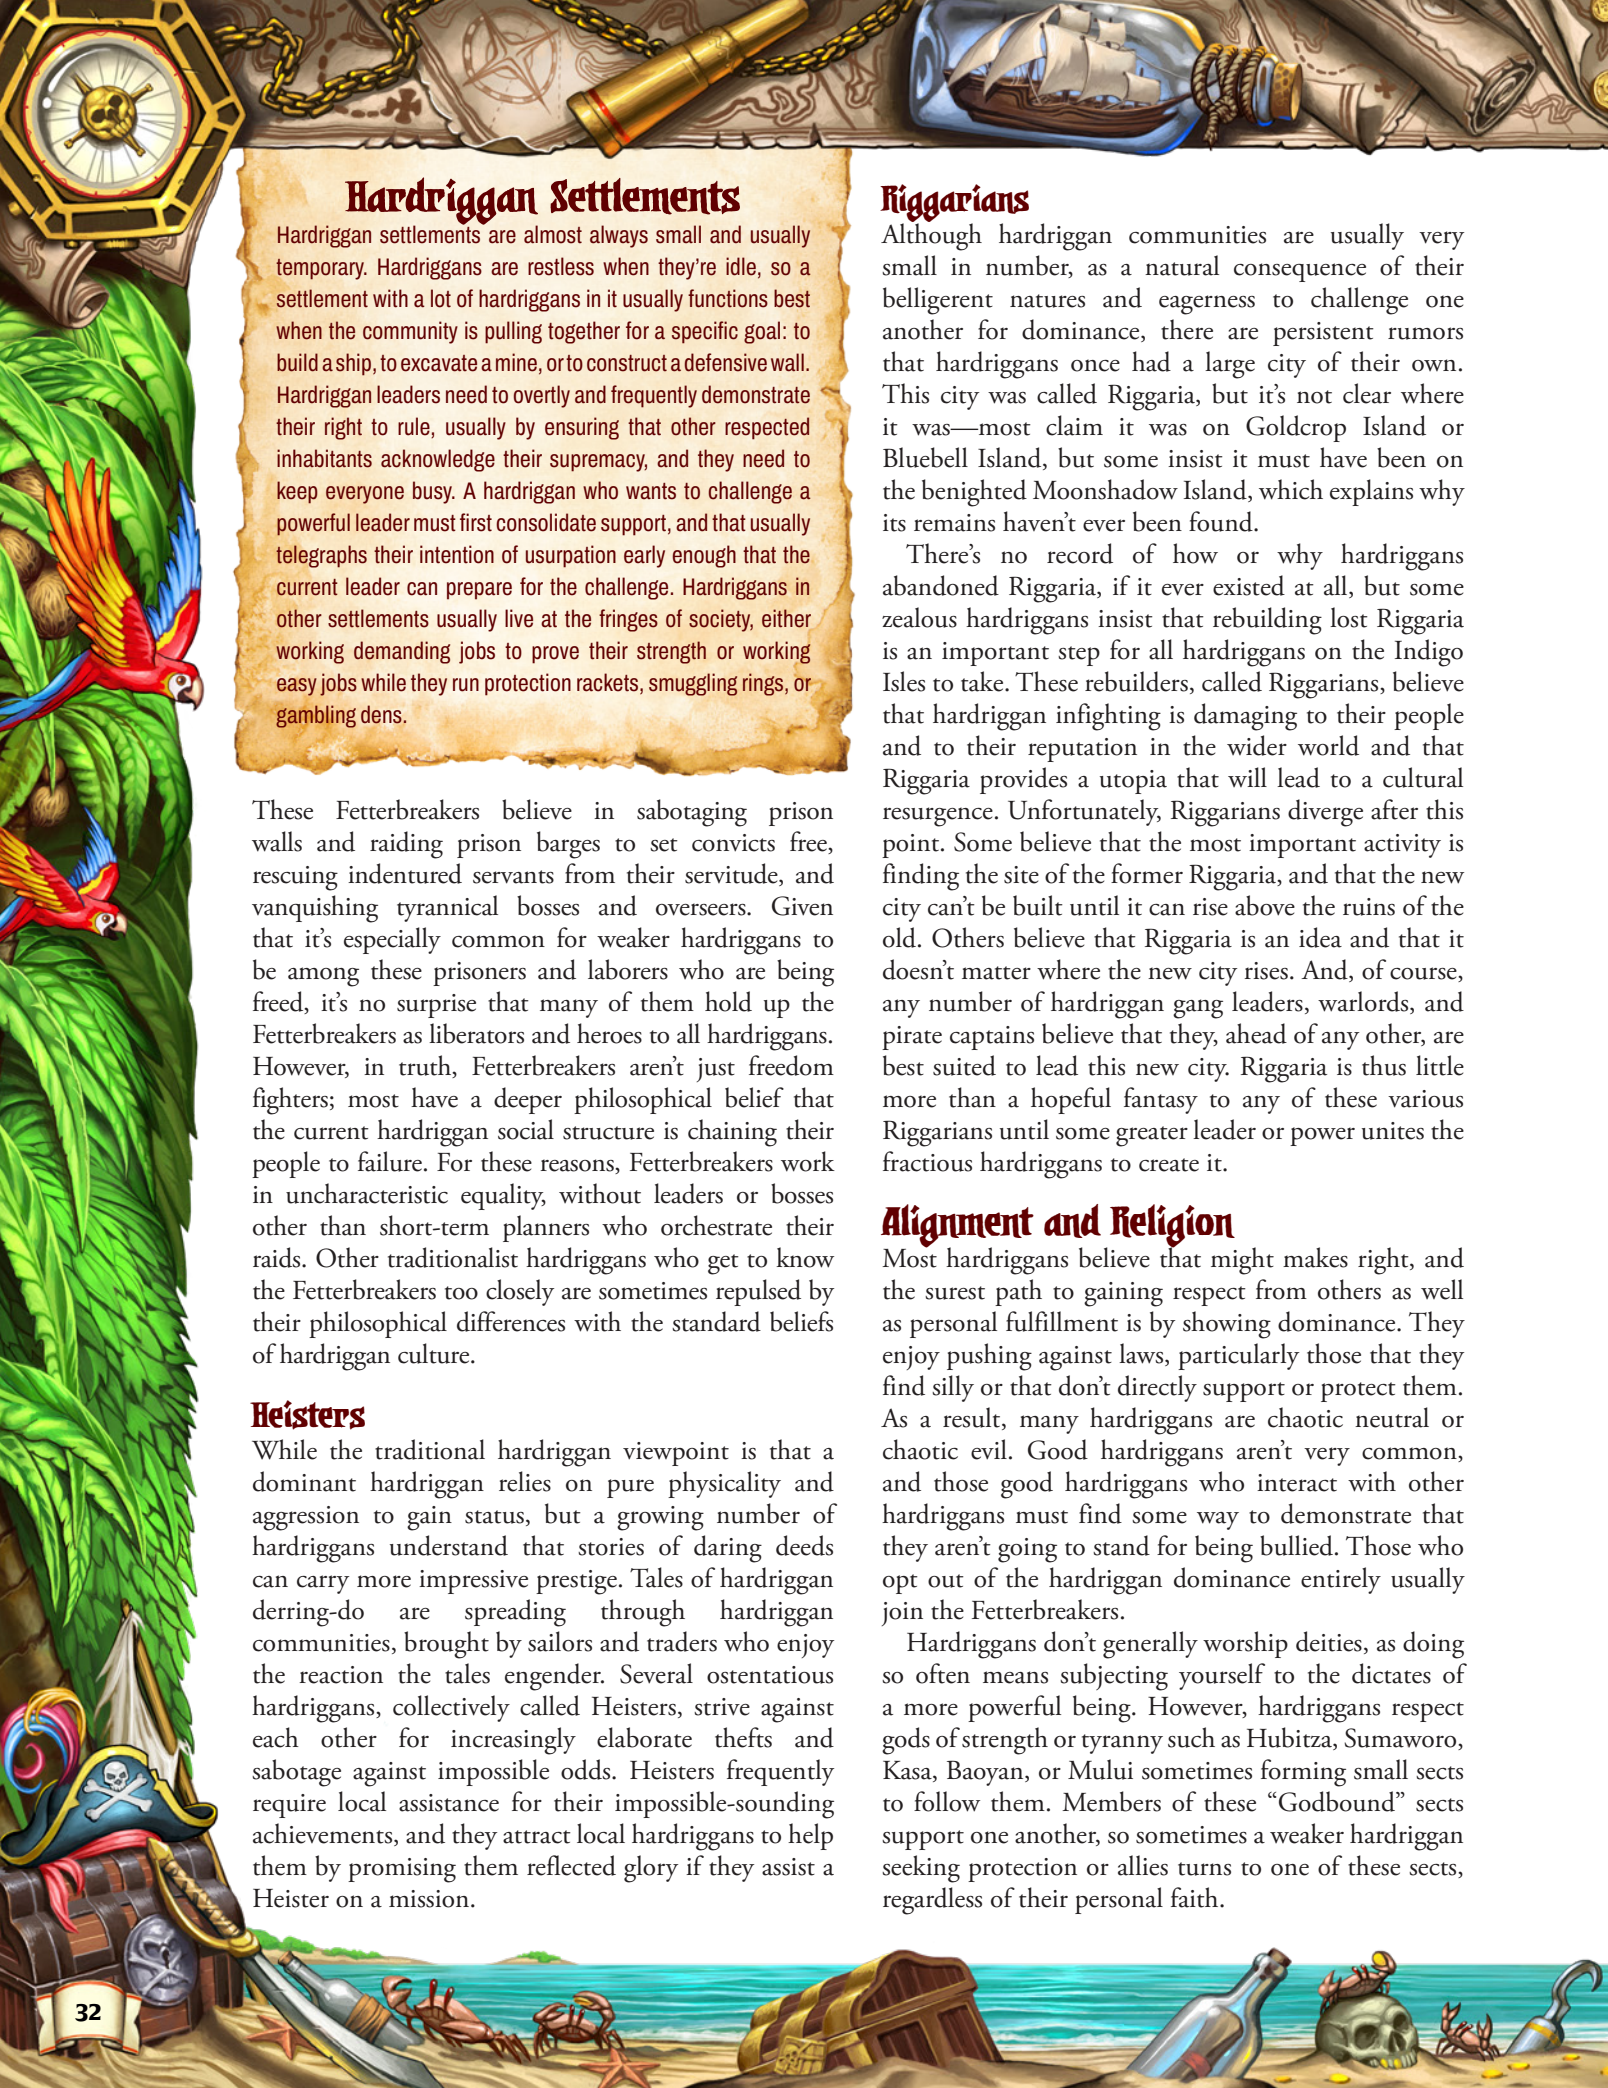 Hardriggan Settlements
Hardriggan settlements are almost always small and usually
temporary. Hardriggans are restless when they're idle, so a
settlement with a lot of hardriggans in it usually functions best
when the community is pulling together for a specific goal: to
build a ship, to excavate a mine, or to construct a defensive wall.
Hardriggan leaders need to overtly and frequently demonstrate
their right to rule, usually by ensuring that other respected
inhabitants acknowledge their supremacy, and they need to
keep everyone busy. A hardriggan who wants to challenge a
powerful leader must first consolidate support, and that usually
telegraphs their intention of usurpation early enough that the
current leader can prepare for the challenge. Hardriggans in
other settlements usually live at the fringes of society, either
working demanding jobs to prove their strength or working
easy jobs while they run protection rackets, smuggling rings, or
gambling dens.
These Fetterbreakers believe in sabotaging prison
walls and raiding prison barges to set convicts free,
rescuing indentured servants from their servitude, and
vanquishing tyrannical bosses and overseers. Given
that it's especially common for weaker hardriggans to
be among these prisoners and laborers who are being
freed, it's no surprise that many of them hold up the
Fetterbreakers as liberators and heroes to all hardriggans.
However, in truth, Fetterbreakers aren't just freedom
fighters; most have a deeper philosophical belief that
the current hardriggan social structure is chaining their
people to failure. For these reasons, Fetterbreakers work
in uncharacteristic equality, without leaders or bosses
other than short-term planners who orchestrate their
raids. Other traditionalist hardriggans who get to know
the Fetterbreakers too closely are sometimes repulsed by
their philosophical differences with the standard beliefs
of hardriggan culture.
Heisters
While the traditional hardriggan viewpoint is that a
dominant hardriggan relies on pure physicality and
aggression to gain status, but a growing number of
hardriggans understand that stories of daring deeds
can carry more impressive prestige. Tales of hardriggan
derring-do are spreading through hardriggan
communities, brought by sailors and traders who enjoy
the reaction the tales engender. Several ostentatious
hardriggans, collectively called Heisters, strive against
each other for increasingly elaborate thefts and
sabotage against impossible odds. Heisters frequently
require local assistance for their impossible-sounding
achievements, and they attract local hardriggans to help
them by promising them reflected glory if they assist a
Heister on a mission.
Riggarians
Although hardriggan communities are usually very
small in number, as a natural consequence of their
belligerent natures and eagerness to challenge one
another for dominance, there are persistent rumors
that hardriggans once had a large city of their own.
This city was called Riggaria, but it's not clear where
it was—most claim it was on Goldcrop Island or
Bluebell Island, but some insist it must have been on
the benighted Moonshadow Island, which explains why
its remains haven't ever been found.
There's no record of how or why hardriggans
abandoned Riggaria, if it ever existed at all, but some
zealous hardriggans insist that rebuilding lost Riggaria
is an important step for all hardriggans on the Indigo
Isles to take. These rebuilders, called Riggarians, believe
that hardriggan infighting is damaging to their people
and to their reputation in the wider world and that
Riggaria provides a utopia that will lead to a cultural
resurgence. Unfortunately, Riggarians diverge after this
point. Some believe that the most important activity is
finding the site of the former Riggaria, and that the new
city can't be built until it can rise above the ruins of the
old. Others believe that Riggaria is an idea and that it
doesn't matter where the new city rises. And, of course,
any number of hardriggan gang leaders, warlords, and
pirate captains believe that they, ahead of any other, are
best suited to lead this new city. Riggaria is thus little
more than a hopeful fantasy to any of these various
Riggarians until some greater leader or power unites the
fractious hardriggans to create it.
Alignment and Religion
Most hardriggans believe that might makes right, and
the surest path to gaining respect from others as well
as personal fulfillment is by showing dominance. They
enjoy pushing against laws, particularly those that they
find silly or that don't directly support or protect them.
As a result, many hardriggans are chaotic neutral or
chaotic evil. Good hardriggans aren't very common,
and those good hardriggans who interact with other
hardriggans must find some way to demonstrate that
they aren't going to stand for being bullied. Those who
opt out of the hardriggan dominance entirely usually
join the Fetterbreakers.
Hardriggans don't generally worship deities, as doing
so often means subjecting yourself to the dictates of
a more powerful being. However, hardriggans respect
gods of strength or tyranny such as Hubitza, Sumaworo,
Kasa, Baoyan, or Mului sometimes forming small sects
to follow them. Members of these “Godbound” sects
support one another, so sometimes a weaker hardriggan
seeking protection or allies turns to one of these sects,
regardless of their personal faith.
32